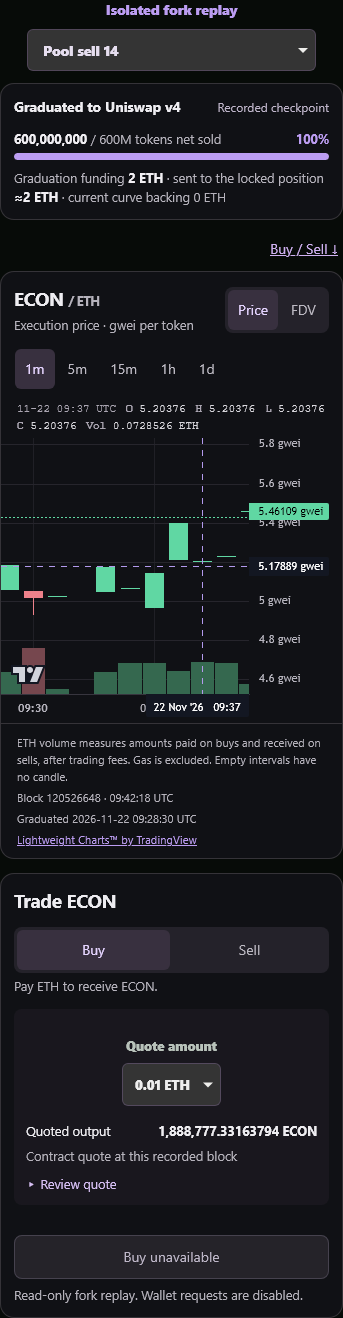 Isolated fork replay
Pool sell 14
Graduated to Uniswap v4 Recorded checkpoint
600,000,000 / 600M tokens net sold 100%
Graduation funding 2 ETH · sent to the locked position
≈2 ETH · current curve backing 0 ETH
Buy / Sell ↓
ECON / ETH
Execution price · gwei per token
Price FDV
1m 5m 15m 1h 1d
11-22 09:37 UTC O 5.20376 H 5.20376 L 5.20376
C 5.20376 Vol 0.0728526 ETH
5.8 gwei
5.6 gwei
5.46109 gwei
5.4 gwei
5.17889 gwei
5 gwei
4.8 gwei
4.6 gwei
09:30 0 22 Nov '26 09:37
ETH volume measures amounts paid on buys and received on
sells, after trading fees. Gas is excluded. Empty intervals have
no candle.
Block 120526648 · 09:42:18 UTC
Graduated 2026-11-22 09:28:30 UTC
Lightweight Charts™ by TradingView
Trade ECON
Buy Sell
Pay ETH to receive ECON.
Quote amount
0.01 ETH
Quoted output 1,888,777.33163794 ECON
Contract quote at this recorded block
‣ Review quote
Buy unavailable
Read-only fork replay. Wallet requests are disabled.